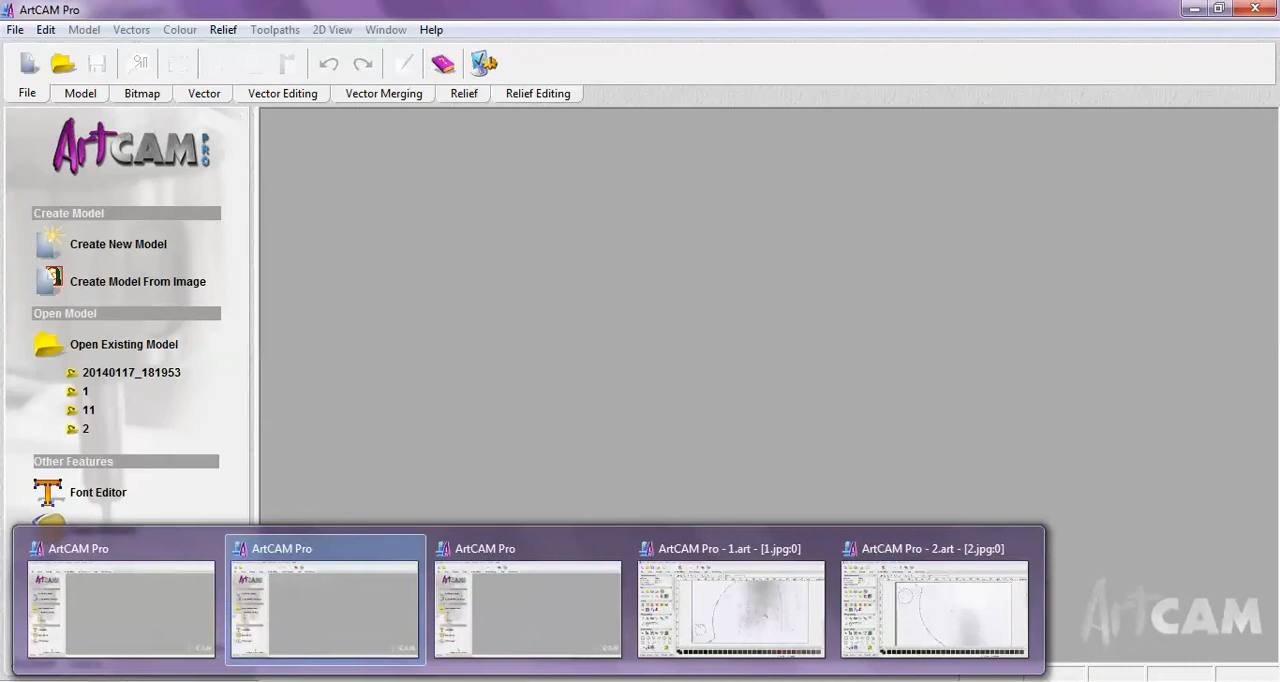 ArtCAM Pro
File Edit Model Vectors Colour Relief Toolpaths 2D View Window Help
File Model Bitmap Vector Vector Editing Vector Merging Relief Relief Editing
ArtCAM PRO
Create Model
Create New Model
Create Model From Image
Open Model
Open Existing Model
20140117_181953
1
11
2
Other Features
Font Editor
ArtCAM Pro ArtCAM Pro ArtCAM Pro ArtCAM Pro - 1.art - [1.jpg:0] ArtCAM Pro - 2.art - [2.jpg:0]
ArtCAM